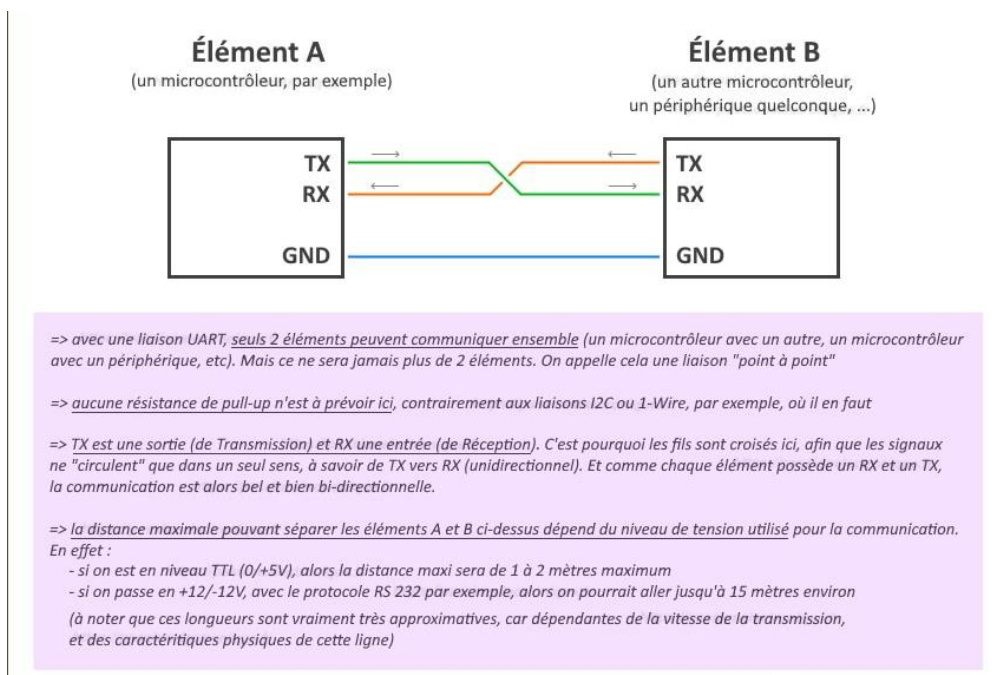 Élément A
(un microcontrôleur, par exemple)
Élément B
(un autre microcontrôleur,
un périphérique quelconque, ...)
TX
RX
GND
TX
RX
GND
=> avec une liaison UART, seuls 2 éléments peuvent communiquer ensemble (un microcontrôleur avec un autre, un microcontrôleur
avec un périphérique, etc). Mais ce ne sera jamais plus de 2 éléments. On appelle cela une liaison "point à point"
=> aucune résistance de pull-up n'est à prévoir ici, contrairement aux liaisons I2C ou 1-Wire, par exemple, où il en faut
=> TX est une sortie (de Transmission) et RX une entrée (de Réception). C'est pourquoi les fils sont croisés ici, afin que les signaux
ne "circulent" que dans un seul sens, à savoir de TX vers RX (unidirectionnel). Et comme chaque élément possède un RX et un TX,
la communication est alors bel et bien bi-directionnelle.
=> la distance maximale pouvant séparer les éléments A et B ci-dessus dépend du niveau de tension utilisé pour la communication.
En effet :
- si on est en niveau TTL (0/+5V), alors la distance maxi sera de 1 à 2 mètres maximum
- si on passe en +12/-12V, avec le protocole RS 232 par exemple, alors on pourrait aller jusqu'à 15 mètres environ
(à noter que ces longueurs sont vraiment très approximatives, car dépendantes de la vitesse de la transmission,
et des caractéritiques physiques de cette ligne)